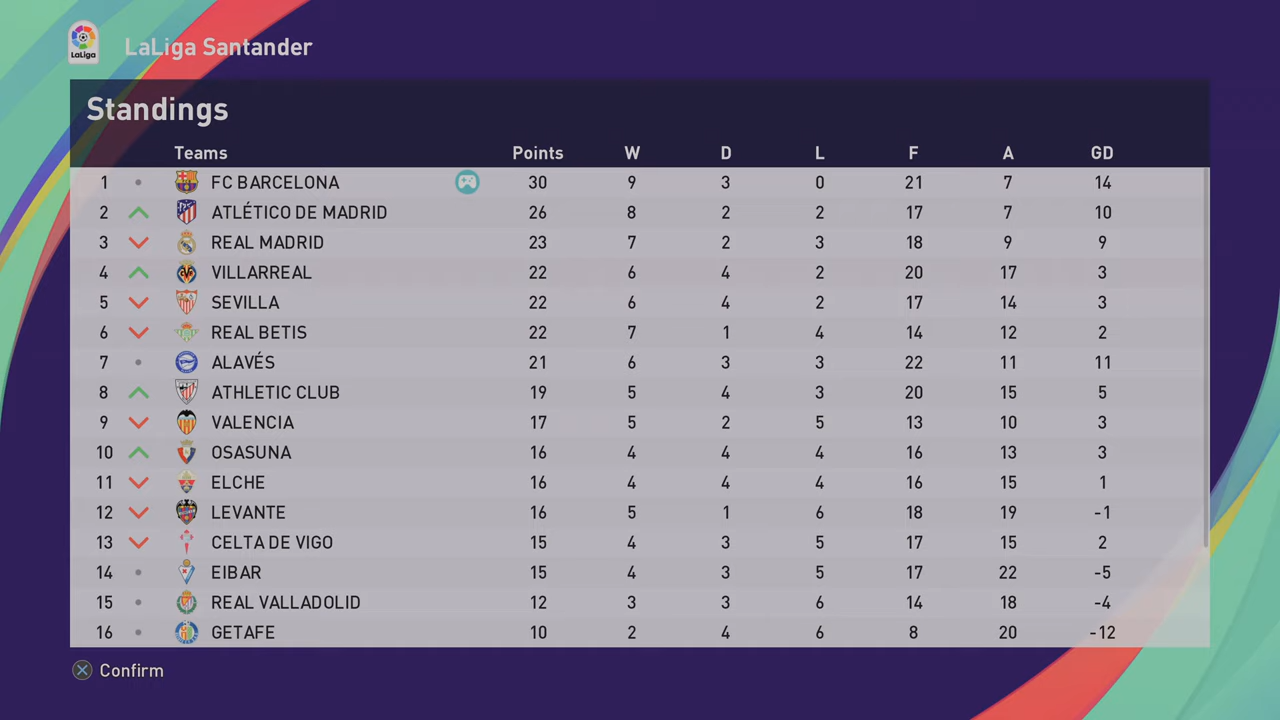 LaLiga
LaLiga Santander
Standings
Teams Points W D L F A GD
1 FC BARCELONA 30 9 3 0 21 7 14
2 ATLÉTICO DE MADRID 26 8 2 2 17 7 10
3 REAL MADRID 23 7 2 3 18 9 9
4 VILLARREAL 22 6 4 2 20 17 3
5 SEVILLA 22 6 4 2 17 14 3
6 REAL BETIS 22 7 1 4 14 12 2
7 ALAVÉS 21 6 3 3 22 11 11
8 ATHLETIC CLUB 19 5 4 3 20 15 5
9 VALENCIA 17 5 2 5 13 10 3
10 OSASUNA 16 4 4 4 16 13 3
11 ELCHE 16 4 4 4 16 15 1
12 LEVANTE 16 5 1 6 18 19 -1
13 CELTA DE VIGO 15 4 3 5 17 15 2
14 EIBAR 15 4 3 5 17 22 -5
15 REAL VALLADOLID 12 3 3 6 14 18 -4
16 GETAFE 10 2 4 6 8 20 -12
Confirm